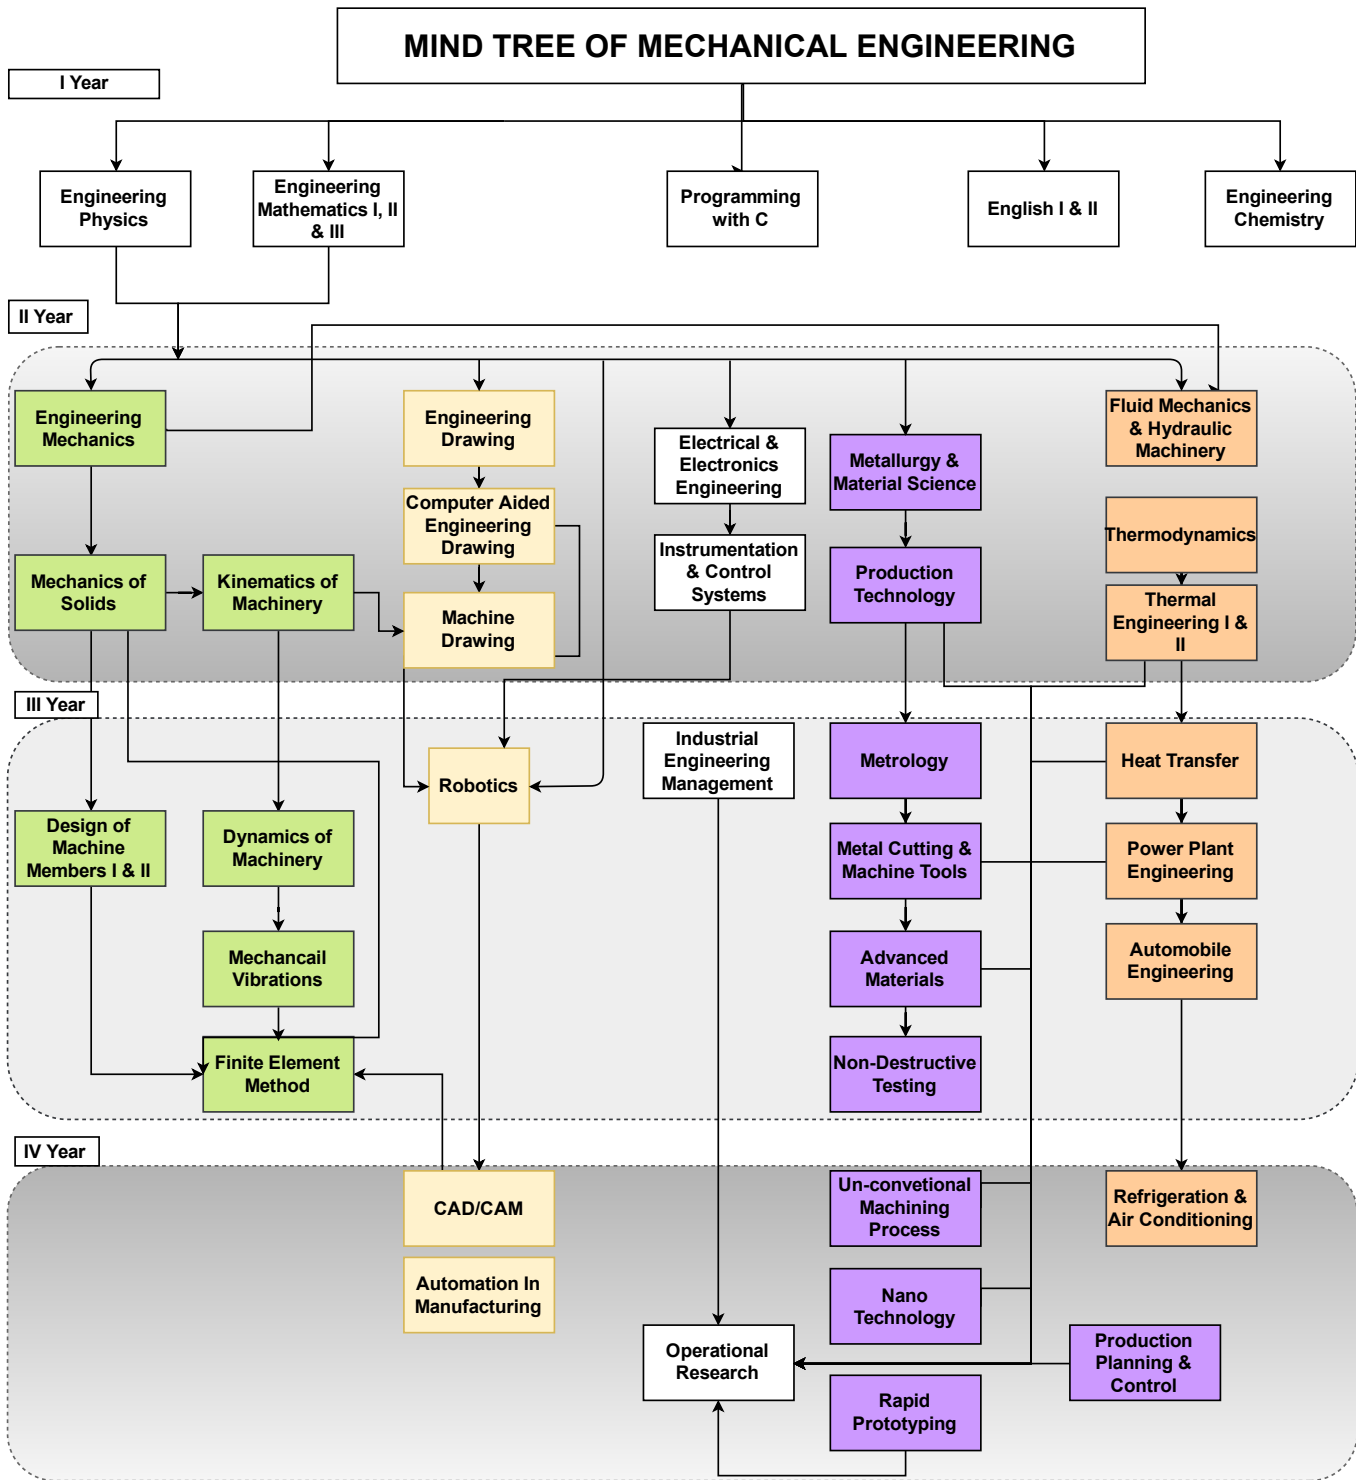 MIND TREE OF MECHANICAL ENGINEERING
I Year
Engineering
Physics
Engineering
Mathematics I, II
& III
Programming
with C
English I & II
Engineering
Chemistry
II Year
Engineering
Mechanics
Engineering
Drawing
Electrical &
Electronics
Engineering
Metallurgy &
Material Science
Fluid Mechanics
& Hydraulic
Machinery
Computer Aided
Engineering
Drawing
Thermodynamics
Mechanics of
Solids
Kinematics of
Machinery
Machine
Drawing
Instrumentation
& Control
Systems
Production
Technology
Thermal
Engineering I &
II
III Year
Robotics
Industrial
Engineering
Management
Metrology
Heat Transfer
Design of
Machine
Members I & II
Dynamics of
Machinery
Metal Cutting &
Machine Tools
Power Plant
Engineering
Mechancail
Vibrations
Advanced
Materials
Automobile
Engineering
Finite Element
Method
Non-Destructive
Testing
IV Year
CAD/CAM
Un-convetional
Machining
Process
Refrigeration &
Air Conditioning
Automation In
Manufacturing
Nano
Technology
Operational
Research
Production
Planning &
Control
Rapid
Prototyping